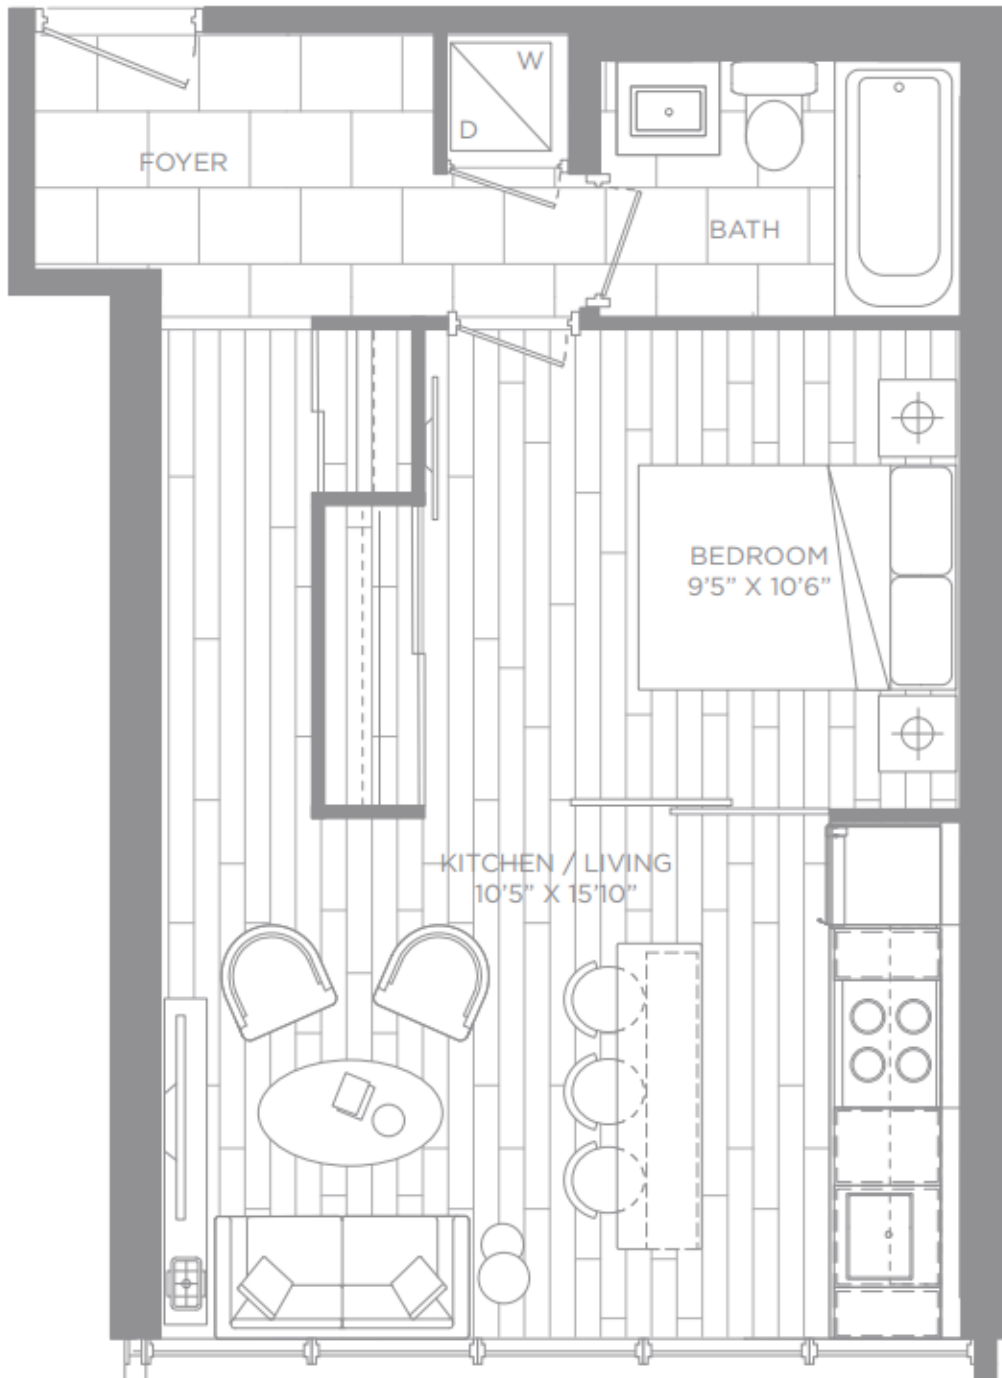 W
D
FOYER
BATH
BEDROOM
9’5” X 10’6”
KITCHEN / LIVING
10’5” X 15’10”